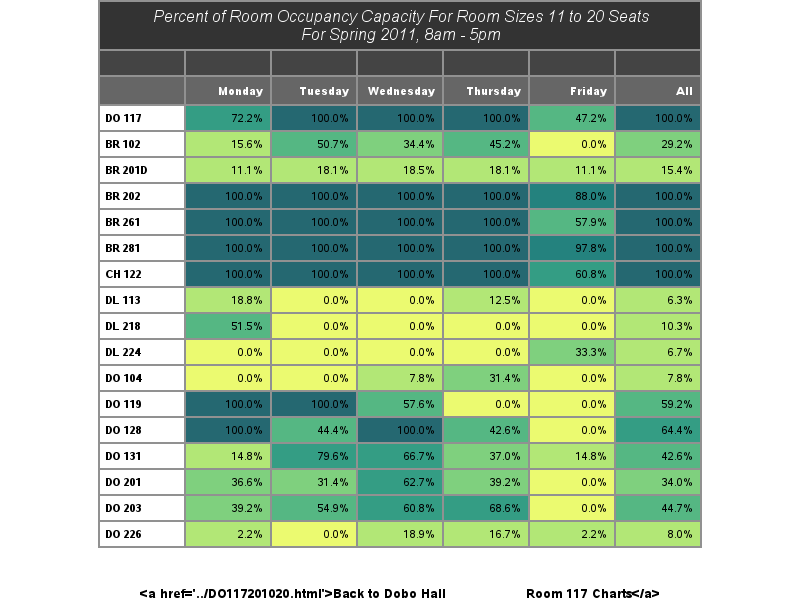 Percent of Room Occupancy Capacity For Room Sizes 11 to 20 Seats
For Spring 2011, 8am - 5pm
Monday Tuesday Wednesday Thursday Friday All
DO 117 72.2% 100.0% 100.0% 100.0% 47.2% 100.0%
BR 102 15.6% 50.7% 34.4% 45.2% 0.0% 29.2%
BR 201D 11.1% 18.1% 18.5% 18.1% 11.1% 15.4%
BR 202 100.0% 100.0% 100.0% 100.0% 88.0% 100.0%
BR 261 100.0% 100.0% 100.0% 100.0% 57.9% 100.0%
BR 281 100.0% 100.0% 100.0% 100.0% 97.8% 100.0%
CH 122 100.0% 100.0% 100.0% 100.0% 60.8% 100.0%
DL 113 18.8% 0.0% 0.0% 12.5% 0.0% 6.3%
DL 218 51.5% 0.0% 0.0% 0.0% 0.0% 10.3%
DL 224 0.0% 0.0% 0.0% 0.0% 33.3% 6.7%
DO 104 0.0% 0.0% 7.8% 31.4% 0.0% 7.8%
DO 119 100.0% 100.0% 57.6% 0.0% 0.0% 59.2%
DO 128 100.0% 44.4% 100.0% 42.6% 0.0% 64.4%
DO 131 14.8% 79.6% 66.7% 37.0% 14.8% 42.6%
DO 201 36.6% 31.4% 62.7% 39.2% 0.0% 34.0%
DO 203 39.2% 54.9% 60.8% 68.6% 0.0% 44.7%
DO 226 2.2% 0.0% 18.9% 16.7% 2.2% 8.0%
<a href='../DO117201020.html'>Back to Dobo Hall Room 117 Charts</a>